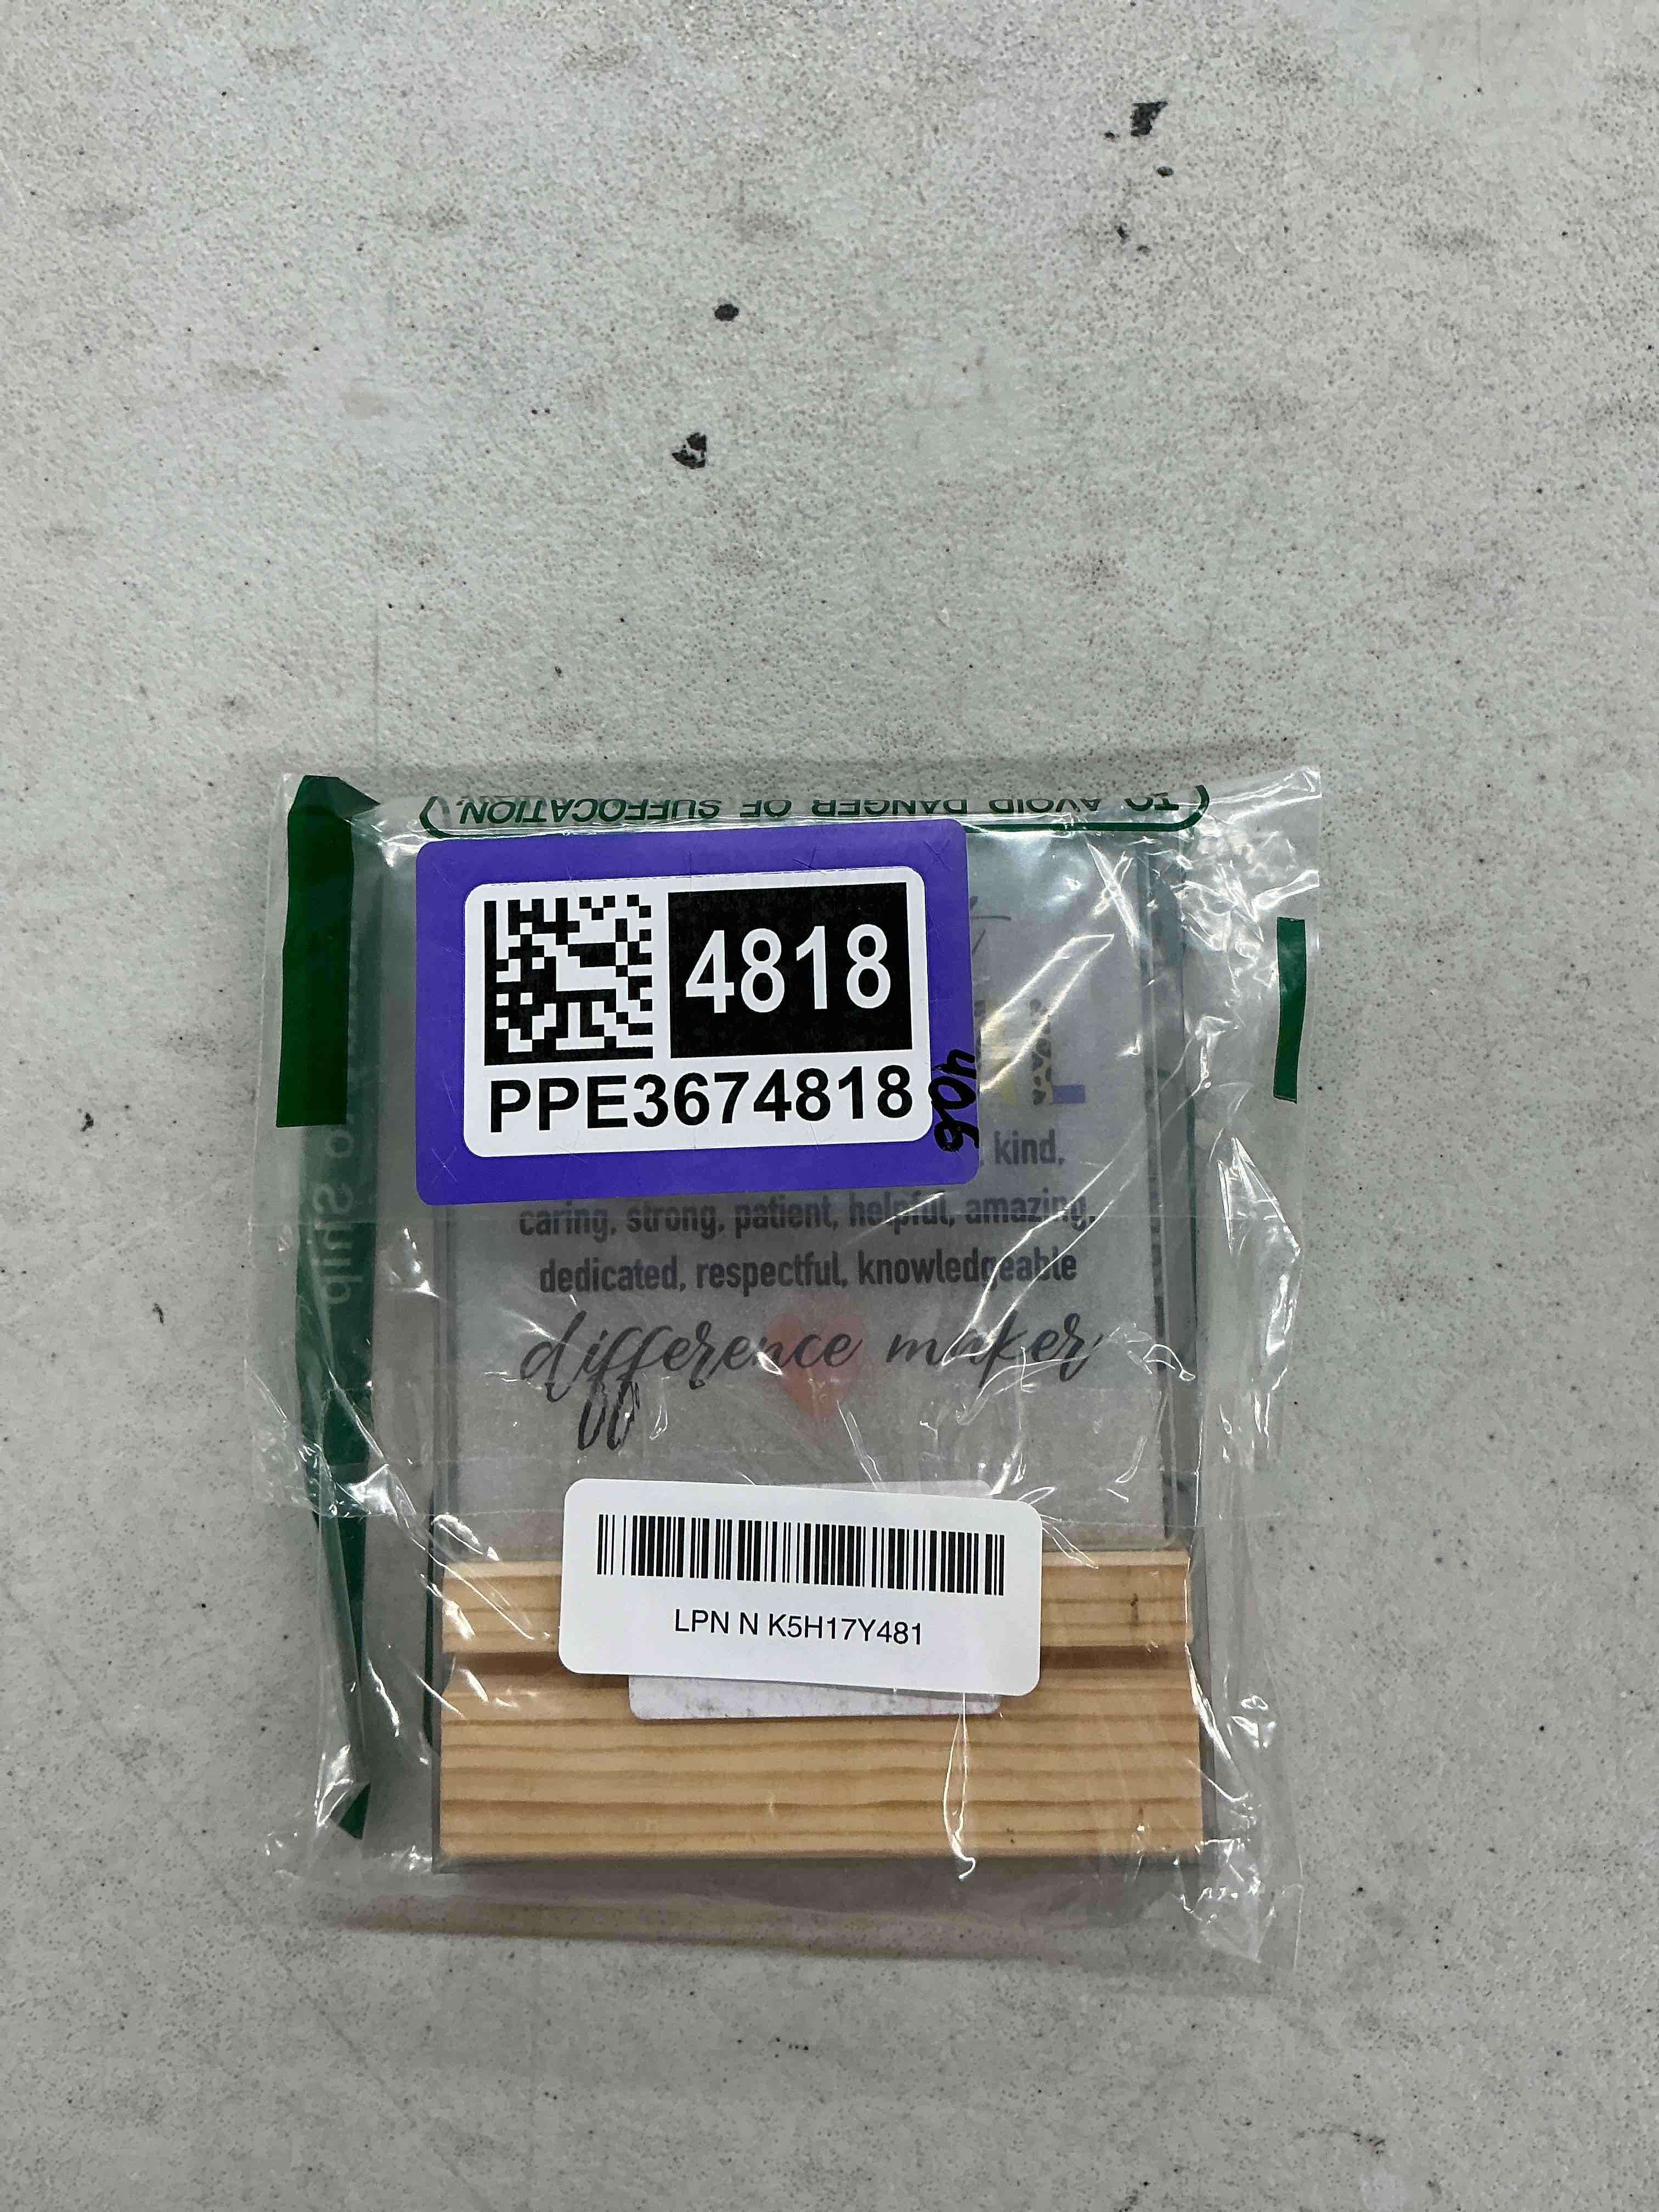 TO AVOID DANGER OF SUFFOCATION,
4818
PPE3674818
406
kind,
caring, strong, patient, helpful, amazing,
dedicated, respectful, knowledgeable
difference maker
LPN N K5H17Y481